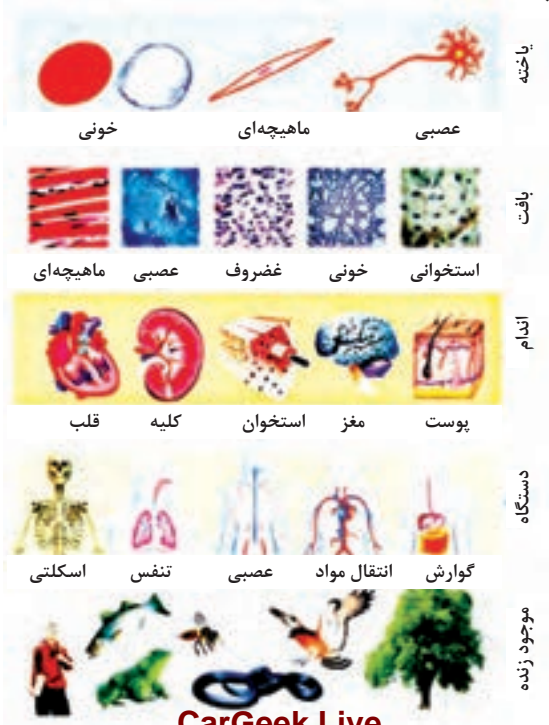 یاخته
عصبی ماهیچه‌ای خونی
بافت
استخوانی خونی غضروف عصبی ماهیچه‌ای
اندام
پوست مغز استخوان کلیه قلب
دستگاه
گوارش انتقال مواد عصبی تنفس اسکلتی
موجود زنده
CarGeek.Live